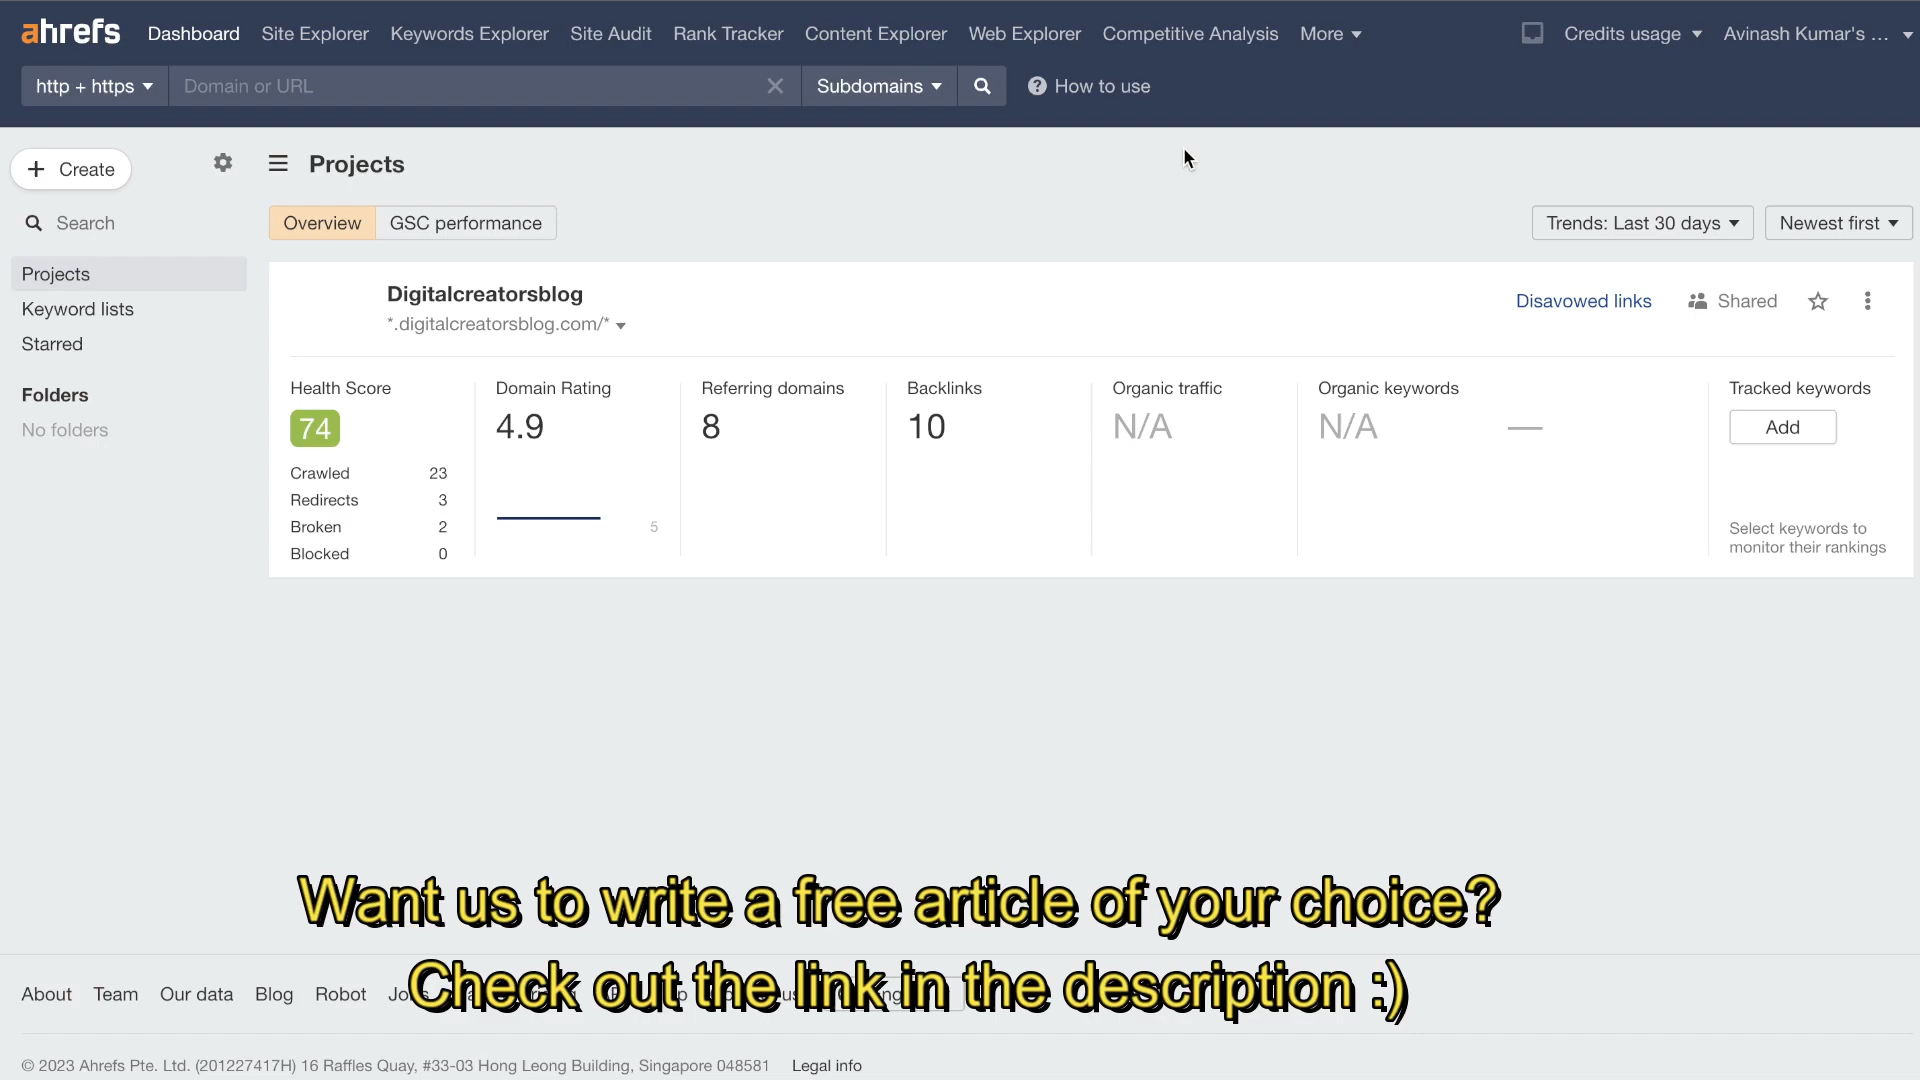 ahrefs Dashboard Site Explorer Keywords Explorer Site Audit Rank Tracker Content Explorer Web Explorer Competitive Analysis More Credits usage Avinash Kumar's ...
http + https Domain or URL Subdomains How to use
Create
Projects
Search
Overview GSC performance Trends: Last 30 days Newest first
Projects
Keyword lists
Starred
Folders
No folders
Digitalcreatorsblog
*.digitalcreatorsblog.com/*
Disavowed links Shared
Health Score Domain Rating Referring domains Backlinks Organic traffic Organic keywords Tracked keywords
74 4.9 8 10 N/A N/A — Add
Crawled 23
Redirects 3
Broken 2 5
Blocked 0
Select keywords to
monitor their rankings
Want us to write a free article of your choice?
Check out the link in the description :)
About Team Our data Blog Robot
© 2023 Ahrefs Pte. Ltd. (201227417H) 16 Raffles Quay, #33-03 Hong Leong Building, Singapore 048581 Legal info